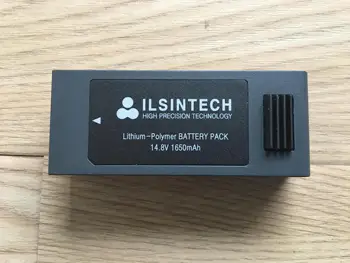 ILSINTECH
HIGH PRECISION TECHNOLOGY
Lithium-Polymer BATTERY PACK
14.8V 1650mAh